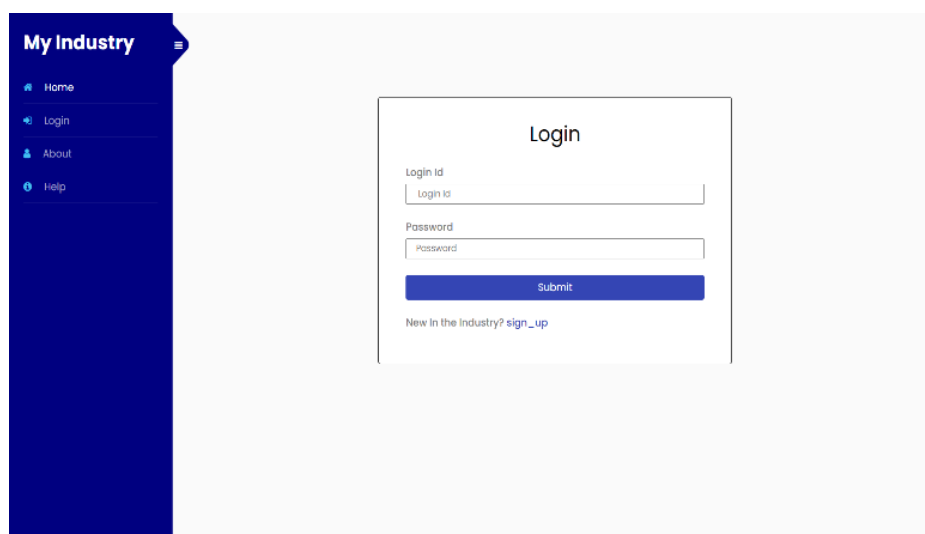 My Industry
Home
Login
About
Help
Login
Login Id
Login Id
Password
Password
Submit
New In the Industry? sign_up